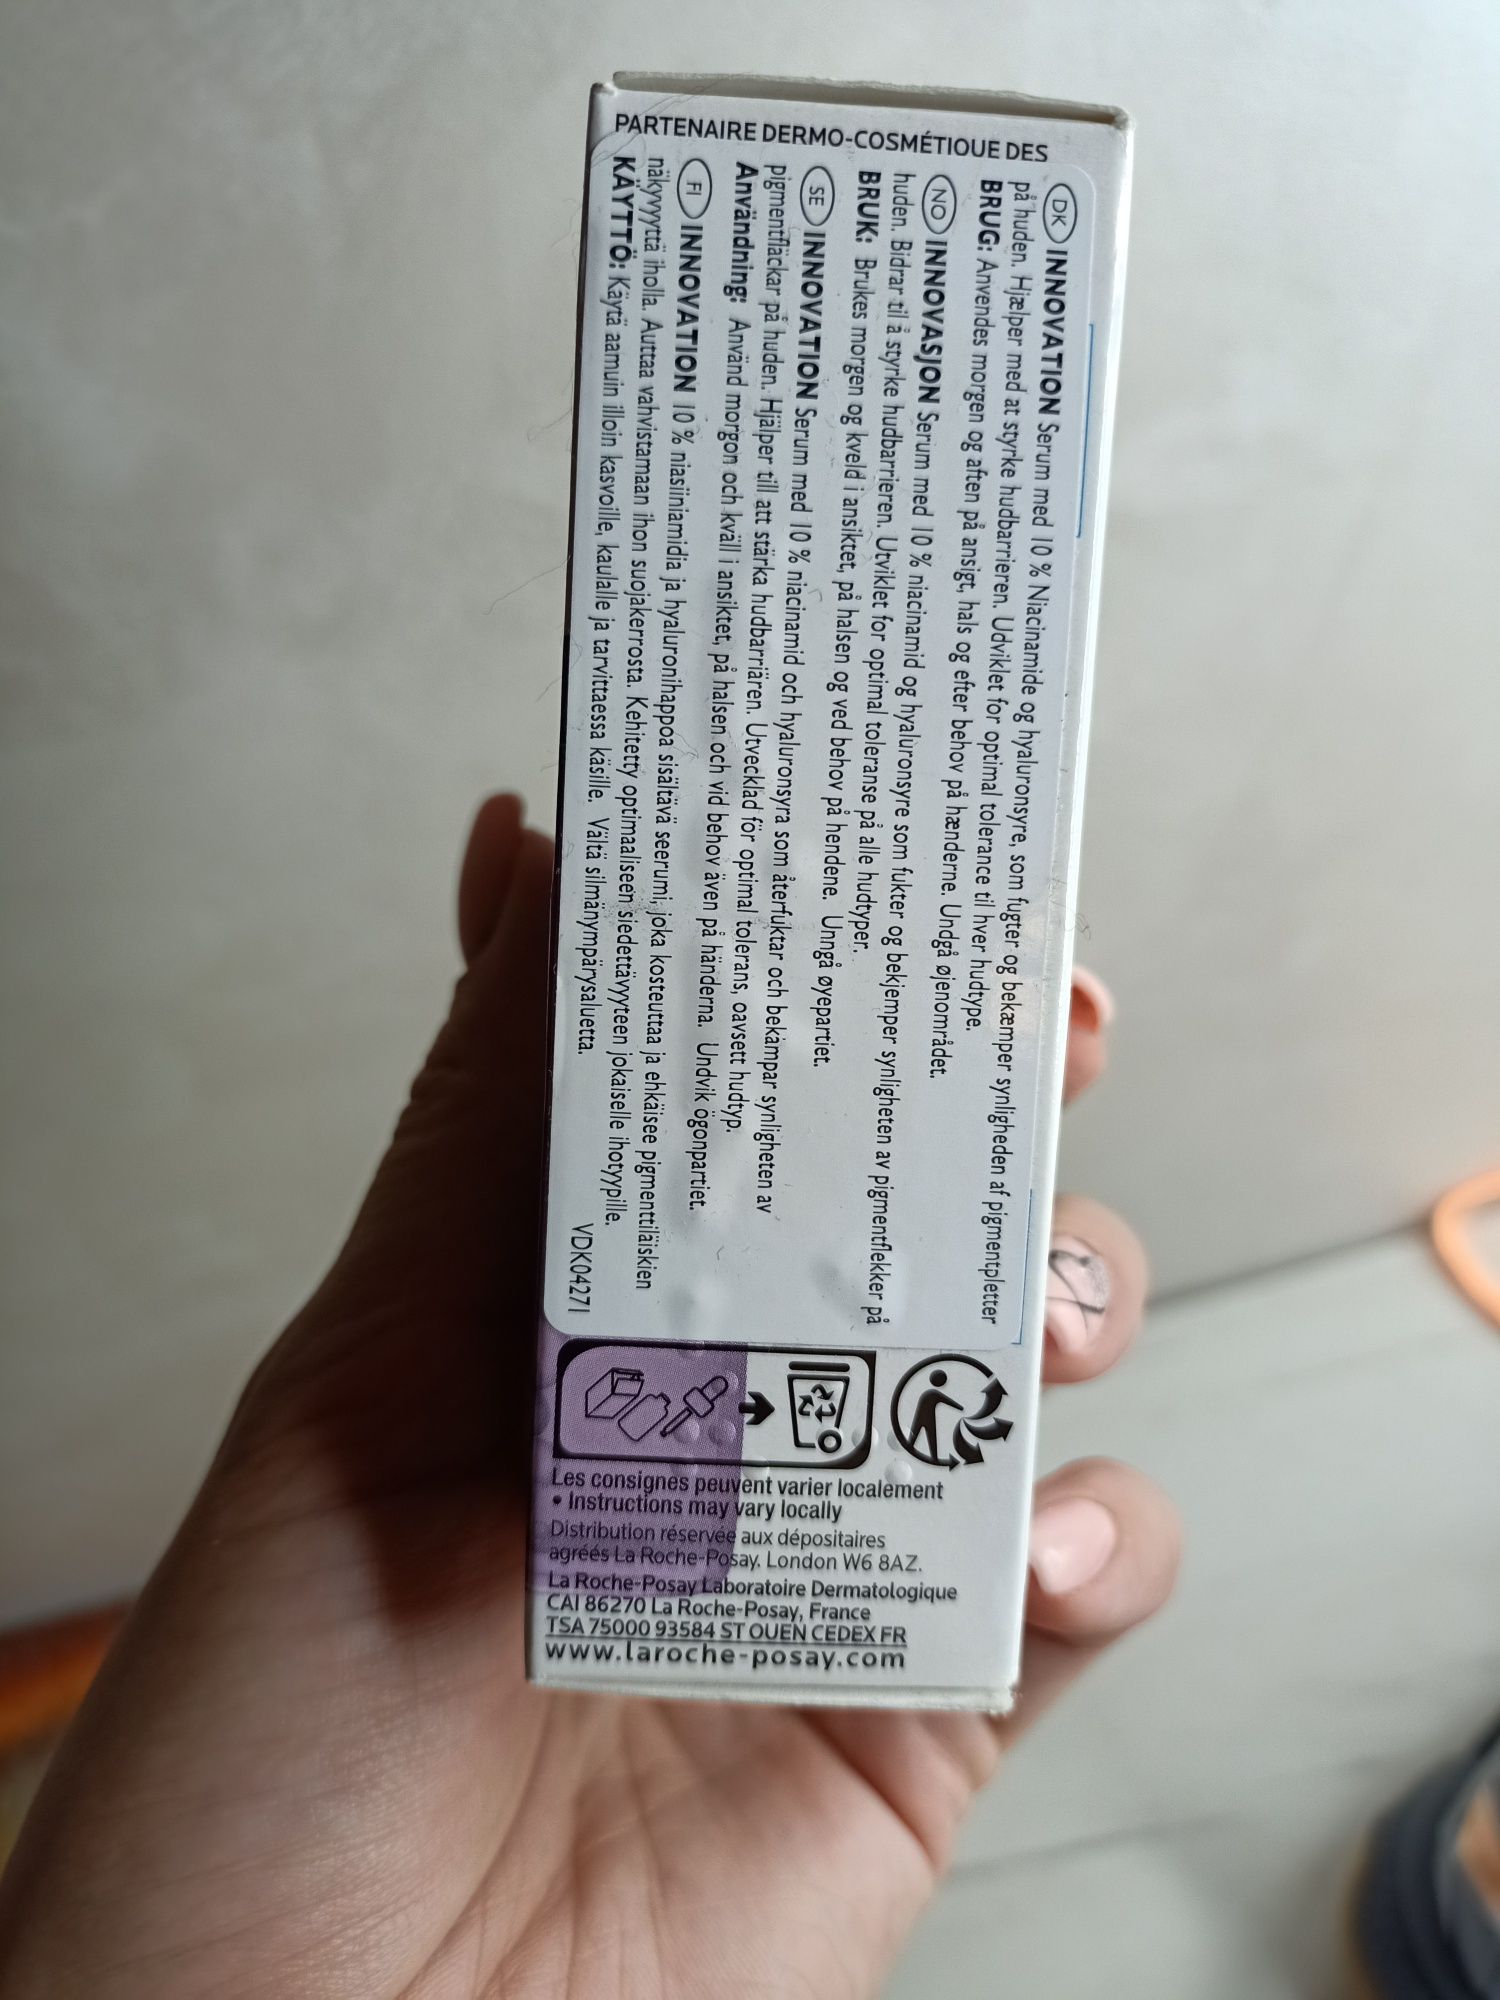 PARTENAIRE DERMO-COSMÉTIQUE DES
DK INNOVATION Serum med 10 % Niacinamide og hyaluronsyre, som fugter og bekæmper synligheden af pigmentpletter
på huden. Hjælper med at styrke hudbarrieren. Udviklet for optimal tolerance til hver hudtype.
BRUG: Anvendes morgen og aften på ansigt, hals og efter behov på hænderne. Undgå øjenområdet.
NO INNOVASJON Serum med 10 % niacinamid og hyaluronsyre som fukter og bekjemper synligheten av pigmentflekker på
huden. Bidrar til å styrke hudbarrieren. Utviklet for optimal toleranse på alle hudtyper.
BRUK: Brukes morgen og kveld i ansiktet, på halsen og ved behov på hendene. Unngå øyepartiet.
SE INNOVATION Serum med 10 % niacinamid och hyaluronsyra som återfuktar och bekämpar synligheten av
pigmentfläckar på huden. Hjälper till att stärka hudbarriären. Utvecklad för optimal tolerans, oavsett hudtyp.
Användning: Använd morgon och kväll i ansiktet, på halsen och vid behov även på händerna. Undvik ögonpartiet.
FI INNOVATION 10 % niasiiniamidia ja hyaluronihappoa sisältävä seerumi, joka kosteuttaa ja ehkäisee pigmenttiläiskien
näkyvyyttä iholla. Auttaa vahvistamaan ihon suojakerrosta. Kehitetty optimaaliseen siedettävyyteen jokaiselle ihotyypille.
KÄYTTÖ: Käytä aamuin illoin kasvoille, kaulalle ja tarvittaessa käsille. Vältä silmänympärysaluetta.
VDK04271
Les consignes peuvent varier localement
• Instructions may vary locally
Distribution réservée aux dépositaires
agréés La Roche-Posay. London W6 8AZ.
La Roche-Posay Laboratoire Dermatologique
CAI 86270 La Roche-Posay, France
TSA 75000 93584 ST OUEN CEDEX FR
www.laroche-posay.com